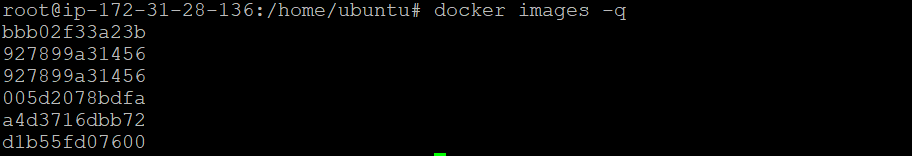 root@ip-172-31-28-136:/home/ubuntu# docker images -q
bbb02f33a23b
927899a31456
927899a31456
005d2078bdfa
a4d3716dbb72
d1b55fd07600